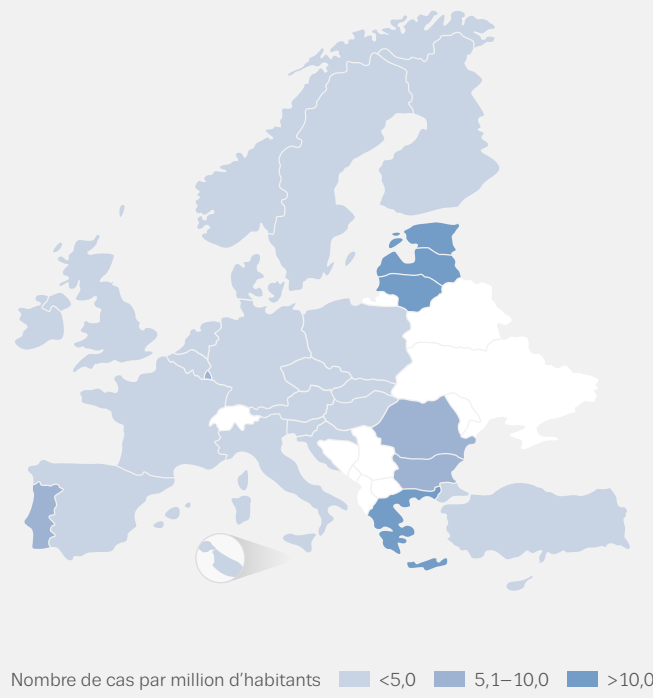 Nombre de cas par million d’habitants <5,0 5,1–10,0 >10,0